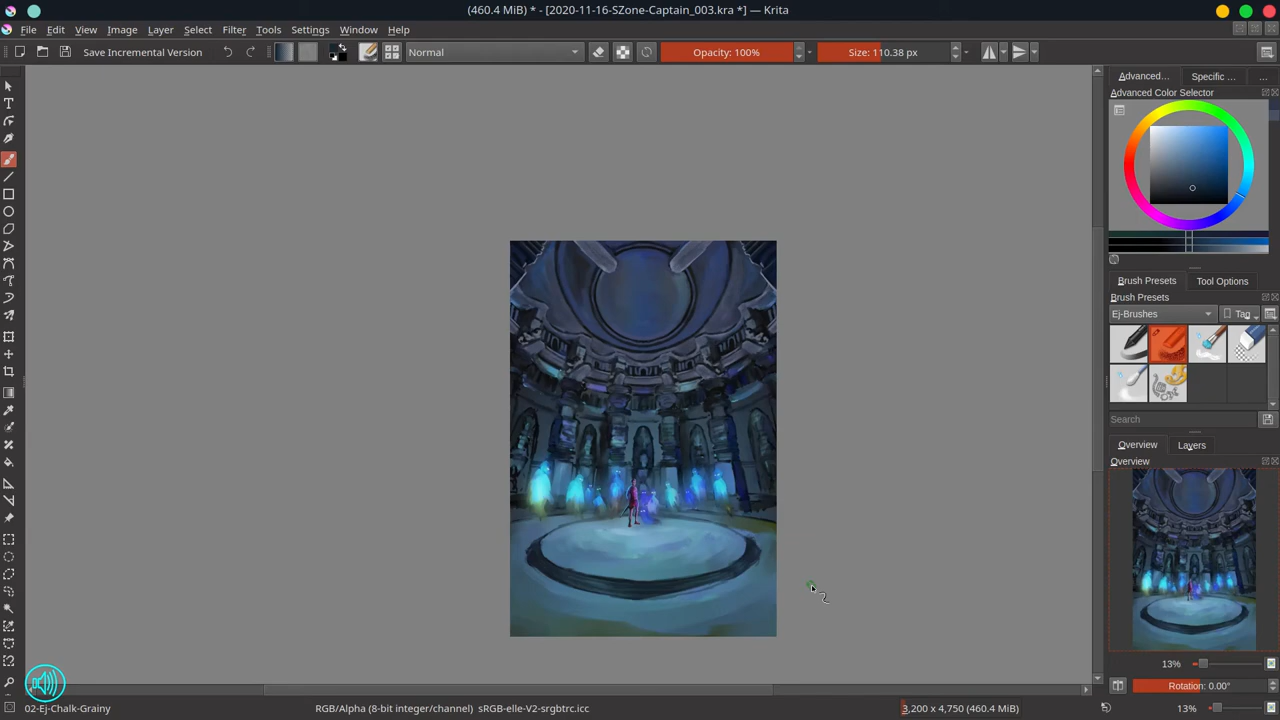 (460.4 MiB) * - [2020-11-16-SZone-Captain_003.kra *] — Krita
File Edit View Image Layer Select Filter Tools Settings Window Help
Save Incremental Version Normal Opacity: 100% Size: 110.38 px
Advanced... Specific ... ...
Advanced Color Selector
Brush Presets Tool Options
Brush Presets
Ej-Brushes Tag
Search
Overview Layers
Overview
13%
Rotation: 0.00°
02-Ej-Chalk-Grainy RGB/Alpha (8-bit integer/channel) sRGB-elle-V2-srgbtrc.icc 3,200 x 4,750 (460.4 MiB) 13%